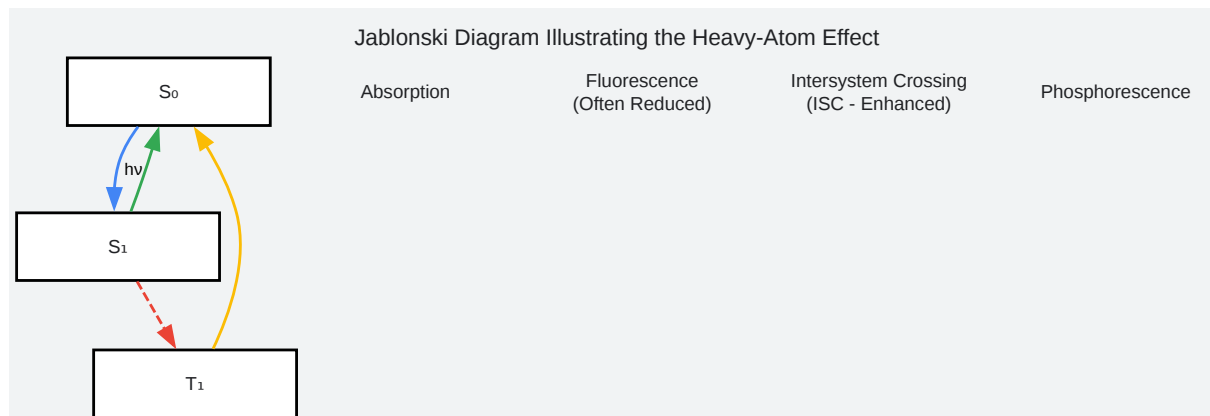 Jablonski Diagram Illustrating the Heavy-Atom Effect
S₀
Absorption
Fluorescence
(Often Reduced)
Intersystem Crossing
(ISC - Enhanced)
Phosphorescence
hν
S₁
T₁